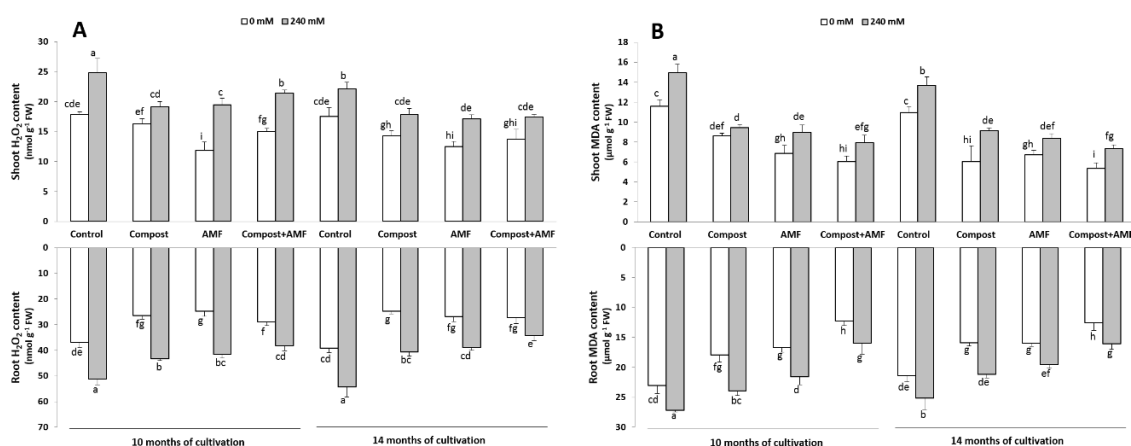 A
0 mM 240 mM
Shoot H₂O₂ content
(nmol g⁻¹ FW)
30
25
20
15
10
5
0
cde a ef cd i c fg b cde b gh de hi de ghi cde
Control Compost AMF Compost+AMF Control Compost AMF Compost+AMF
Root H₂O₂ content
(nmol g⁻¹ FW)
0
10
20
30
40
50
60
70
de a fg b g bc f cd cd a g bc fg cd fg e
10 months of cultivation 14 months of cultivation
B
0 mM 240 mM
Shoot MDA content
(µmol g⁻¹ FW)
18
16
14
12
10
8
6
4
2
0
c a def d gh de hi efg c b hi de gh def i fg
Control Compost AMF Compost+AMF Control Compost AMF Compost+AMF
Root MDA content
(µmol g⁻¹ FW)
0
5
10
15
20
25
30
cd a fg bc g d h g de b g de g ef h g
10 months of cultivation 14 months of cultivation